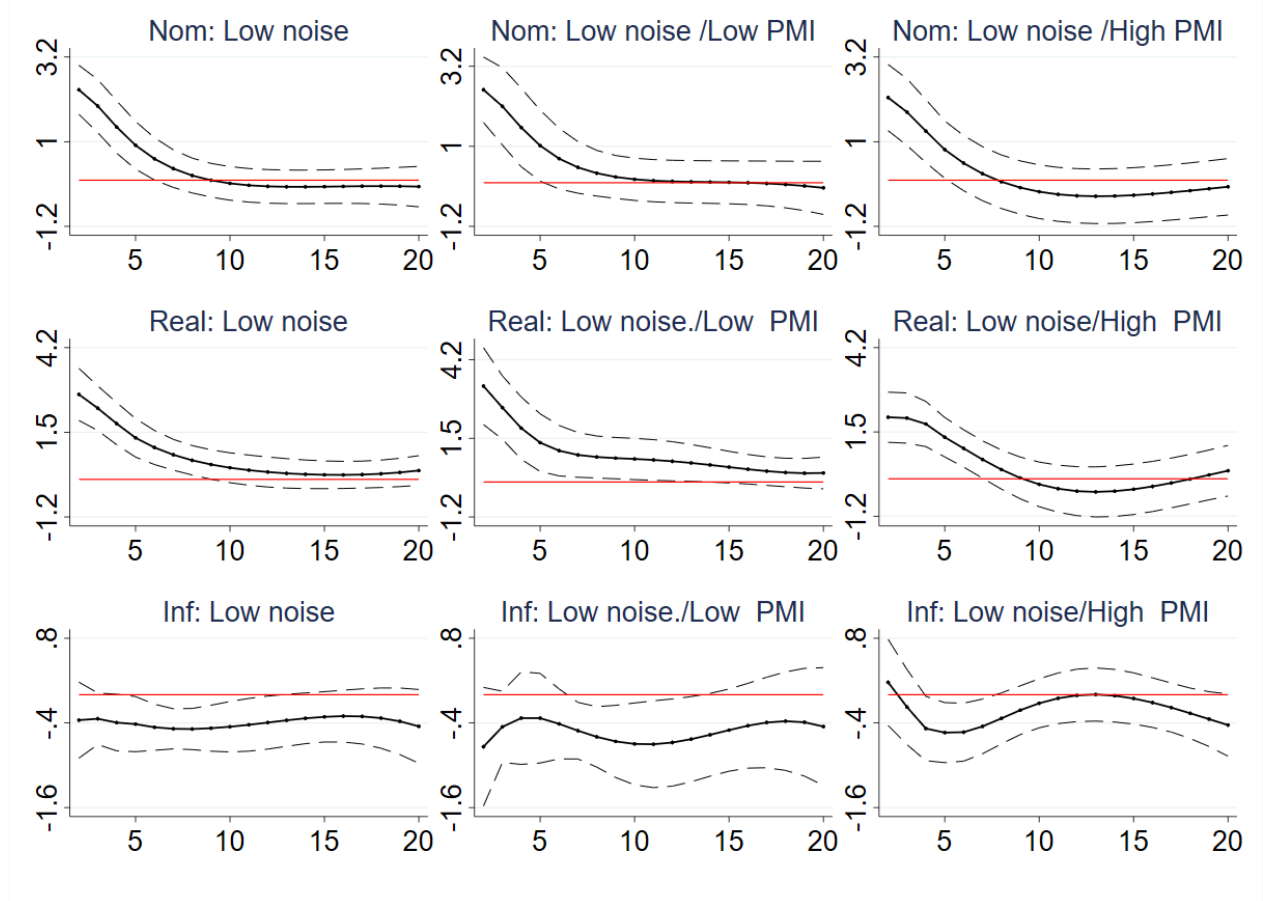 Nom: Low noise
3.2
1
-1.2
5 10 15 20
Nom: Low noise /Low PMI
3.2
1
-1.2
5 10 15 20
Nom: Low noise /High PMI
3.2
1
-1.2
5 10 15 20
Real: Low noise
4.2
1.5
-1.2
5 10 15 20
Real: Low noise./Low  PMI
4.2
1.5
-1.2
5 10 15 20
Real: Low noise/High  PMI
4.2
1.5
-1.2
5 10 15 20
Inf: Low noise
.8
-.4
-1.6
5 10 15 20
Inf: Low noise./Low  PMI
.8
-.4
-1.6
5 10 15 20
Inf: Low noise/High  PMI
.8
-.4
-1.6
5 10 15 20